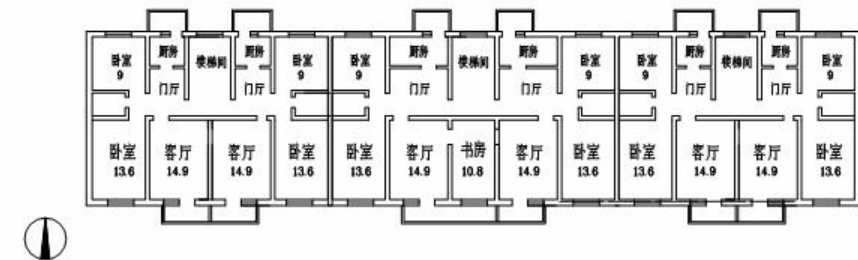 卧室 厨房 楼梯间 厨房 卧室 卧室 厨房 楼梯间 厨房 卧室 卧室 厨房 楼梯间 厨房 卧室
9 9 9 9 9 9
门厅 门厅 门厅 门厅 门厅 门厅
卧室 客厅 客厅 卧室 卧室 客厅 书房 客厅 卧室 卧室 客厅 客厅 卧室
13.6 14.9 14.9 13.6 13.6 14.9 10.8 14.9 13.6 13.6 14.9 14.9 13.6